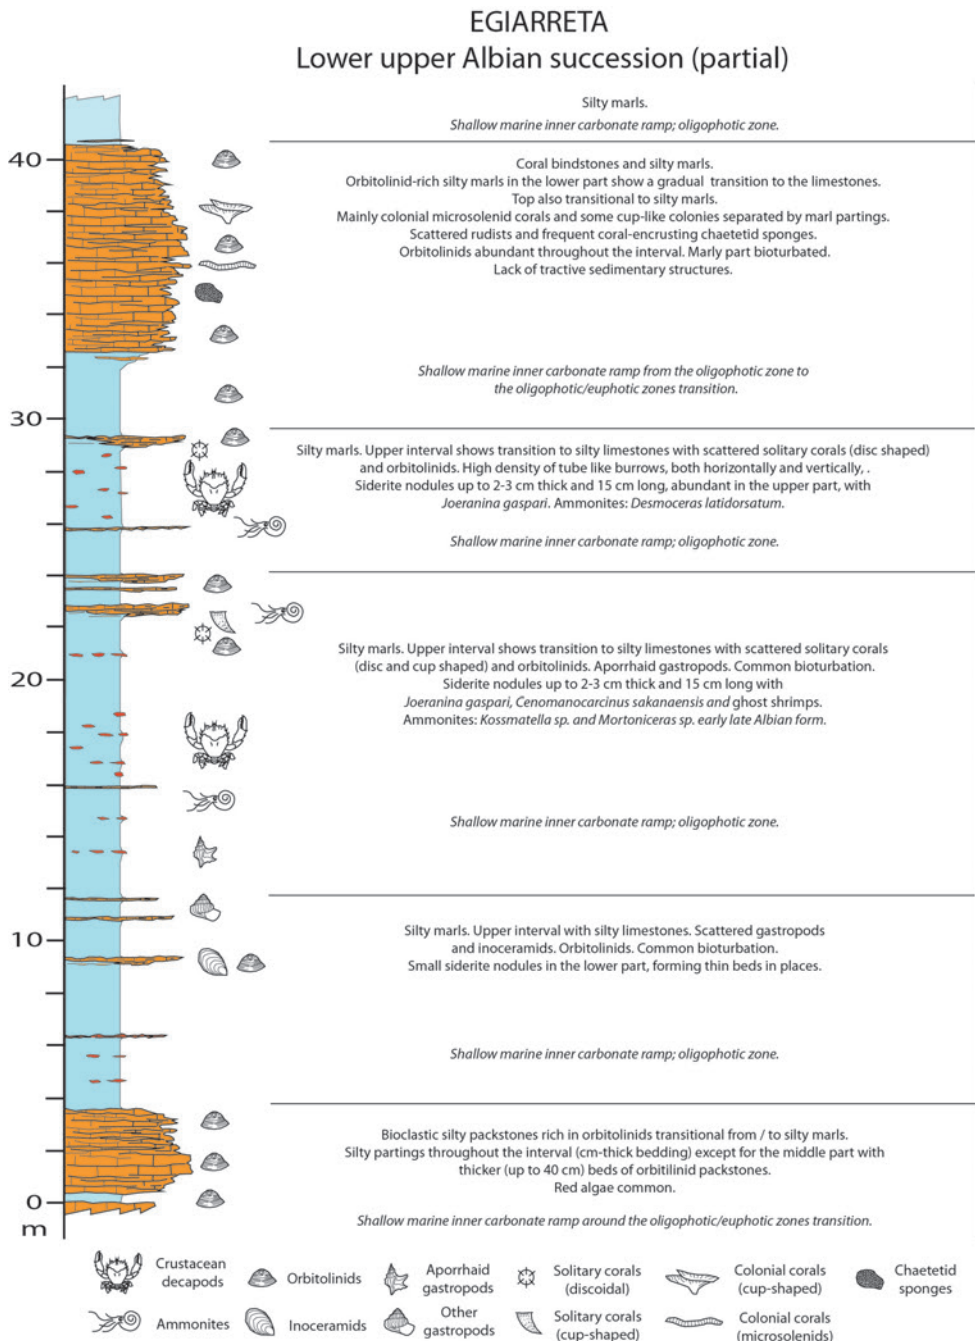 EGIARRETA
Lower upper Albian succession (partial)
Silty marls.
Shallow marine inner carbonate ramp; oligophotic zone.
40
Coral bindstones and silty marls.
Orbitolinid-rich silty marls in the lower part show a gradual transition to the limestones.
Top also transitional to silty marls.
Mainly colonial microsolenid corals and some cup-like colonies separated by marl partings.
Scattered rudists and frequent coral-encrusting chaetetid sponges.
Orbitolinids abundant throughout the interval. Marly part bioturbated.
Lack of tractive sedimentary structures.
Shallow marine inner carbonate ramp from the oligophotic zone to
the oligophotic/euphotic zones transition.
30
Silty marls. Upper interval shows transition to silty limestones with scattered solitary corals (disc shaped)
and orbitolinids. High density of tube like burrows, both horizontally and vertically, .
Siderite nodules up to 2-3 cm thick and 15 cm long, abundant in the upper part, with
Joeranina gaspari. Ammonites: Desmoceras latidorsatum.
Shallow marine inner carbonate ramp; oligophotic zone.
Silty marls. Upper interval shows transition to silty limestones with scattered solitary corals
(disc and cup shaped) and orbitolinids. Aporrhaid gastropods. Common bioturbation.
20
Siderite nodules up to 2-3 cm thick and 15 cm long with
Joeranina gaspari, Cenomanocarcinus sakanaensis and ghost shrimps.
Ammonites: Kossmatella sp. and Mortoniceras sp. early late Albian form.
Shallow marine inner carbonate ramp; oligophotic zone.
10
Silty marls. Upper interval with silty limestones. Scattered gastropods
and inoceramids. Orbitolinids. Common bioturbation.
Small siderite nodules in the lower part, forming thin beds in places.
Shallow marine inner carbonate ramp; oligophotic zone.
Bioclastic silty packstones rich in orbitolinids transitional from / to silty marls.
Silty partings throughout the interval (cm-thick bedding) except for the middle part with
thicker (up to 40 cm) beds of orbitilinid packstones.
Red algae common.
0
m
Shallow marine inner carbonate ramp around the oligophotic/euphotic zones transition.
Crustacean
decapods
Orbitolinids
Aporrhaid
gastropods
Solitary corals
(discoidal)
Colonial corals
(cup-shaped)
Chaetetid
sponges
Ammonites
Inoceramids
Other
gastropods
Solitary corals
(cup-shaped)
Colonial corals
(microsolenids)